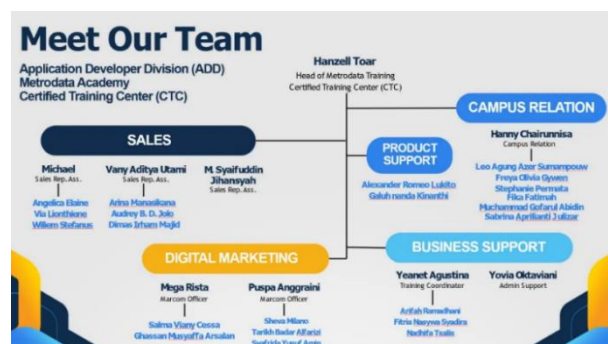 Meet Our Team
Application Developer Division (ADD)
Metrodata Academy
Certified Training Center (CTC)
Hanzell Toar
Head of Metrodata Training
Certified Training Center (CTC)
CAMPUS RELATION
Hanny Chairunnisa
Campus Relation
Leo Agung Azer Sumampouw
Freya Olivia Gywen
Stephanie Permata
Fika Fatimah
Muchammad Gofarul Abidin
Sabrina Aprilianti Julizar
SALES
Michael
Sales Rep. Ass.
Angelica Elaine
Via Lionthiene
Willem Stefanus
Vany Aditya Utami
Sales Rep. Ass.
Arina Manasikana
Audrey B. D. Jolo
Dimas Irham Majid
M. Syaifuddin
Jihansyah
Sales Rep. Ass.
PRODUCT
SUPPORT
Alexander Romeo Lukito
Galuh nanda Kinanthi
DIGITAL MARKETING
Mega Rista
Marcom Officer
Salma Viany Cessa
Ghassan Musyaffa Arsalan
Puspa Anggraini
Marcom Officer
Sheva Milano
Tarikh Badar Alfarizi
BUSINESS SUPPORT
Yeanet Agustina
Training Coordinator
Arifah Ramadhani
Fitria Nasywa Syadira
Nadhifa Tsalis
Yovia Oktaviani
Admin Support